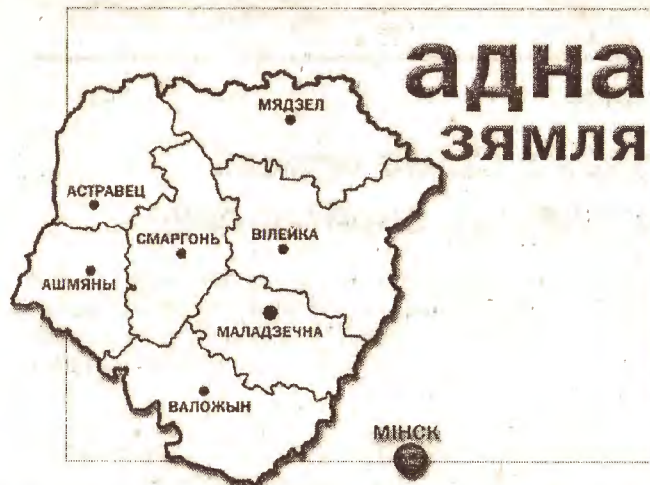 адна
зямля
МЯДЗЕЛ
АСТРАВЕЦ
СМАРГОНЬ
ВІЛЕЙКА
АШМЯНЫ
МАЛАДЗЕЧНА
ВАЛОЖЫН
МІНСК